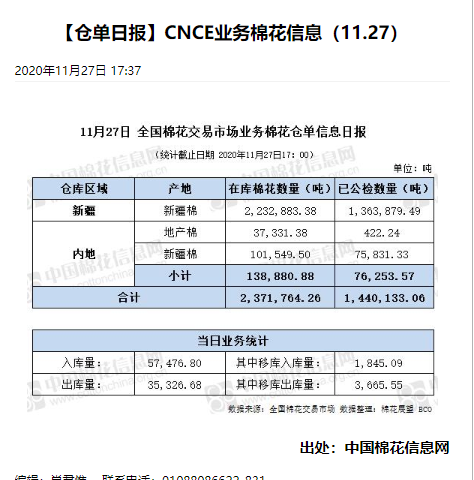 【仓单日报】CNCE业务棉花信息（11.27）
2020年11月27日 17:37
11月27日 全国棉花交易市场业务棉花仓单信息日报
(统计截止日期 2020年11月27日17：00)
单位：吨
仓库区域 产地 在库棉花数量（吨） 已公检数量（吨）
新疆 新疆棉 2,232,883.38 1,363,879.49
内地 地产棉 37,331.38 422.24
新疆棉 101,549.50 75,831.33
小计 138,880.88 76,253.57
合计 2,371,764.26 1,440,133.06
当日业务统计
入库量： 57,476.80 其中移库入库量： 1,845.09
出库量： 35,326.68 其中移库出库量： 3,665.55
数据来源：全国棉花交易市场 数据整理：棉花展望 BCO
出处：中国棉花信息网